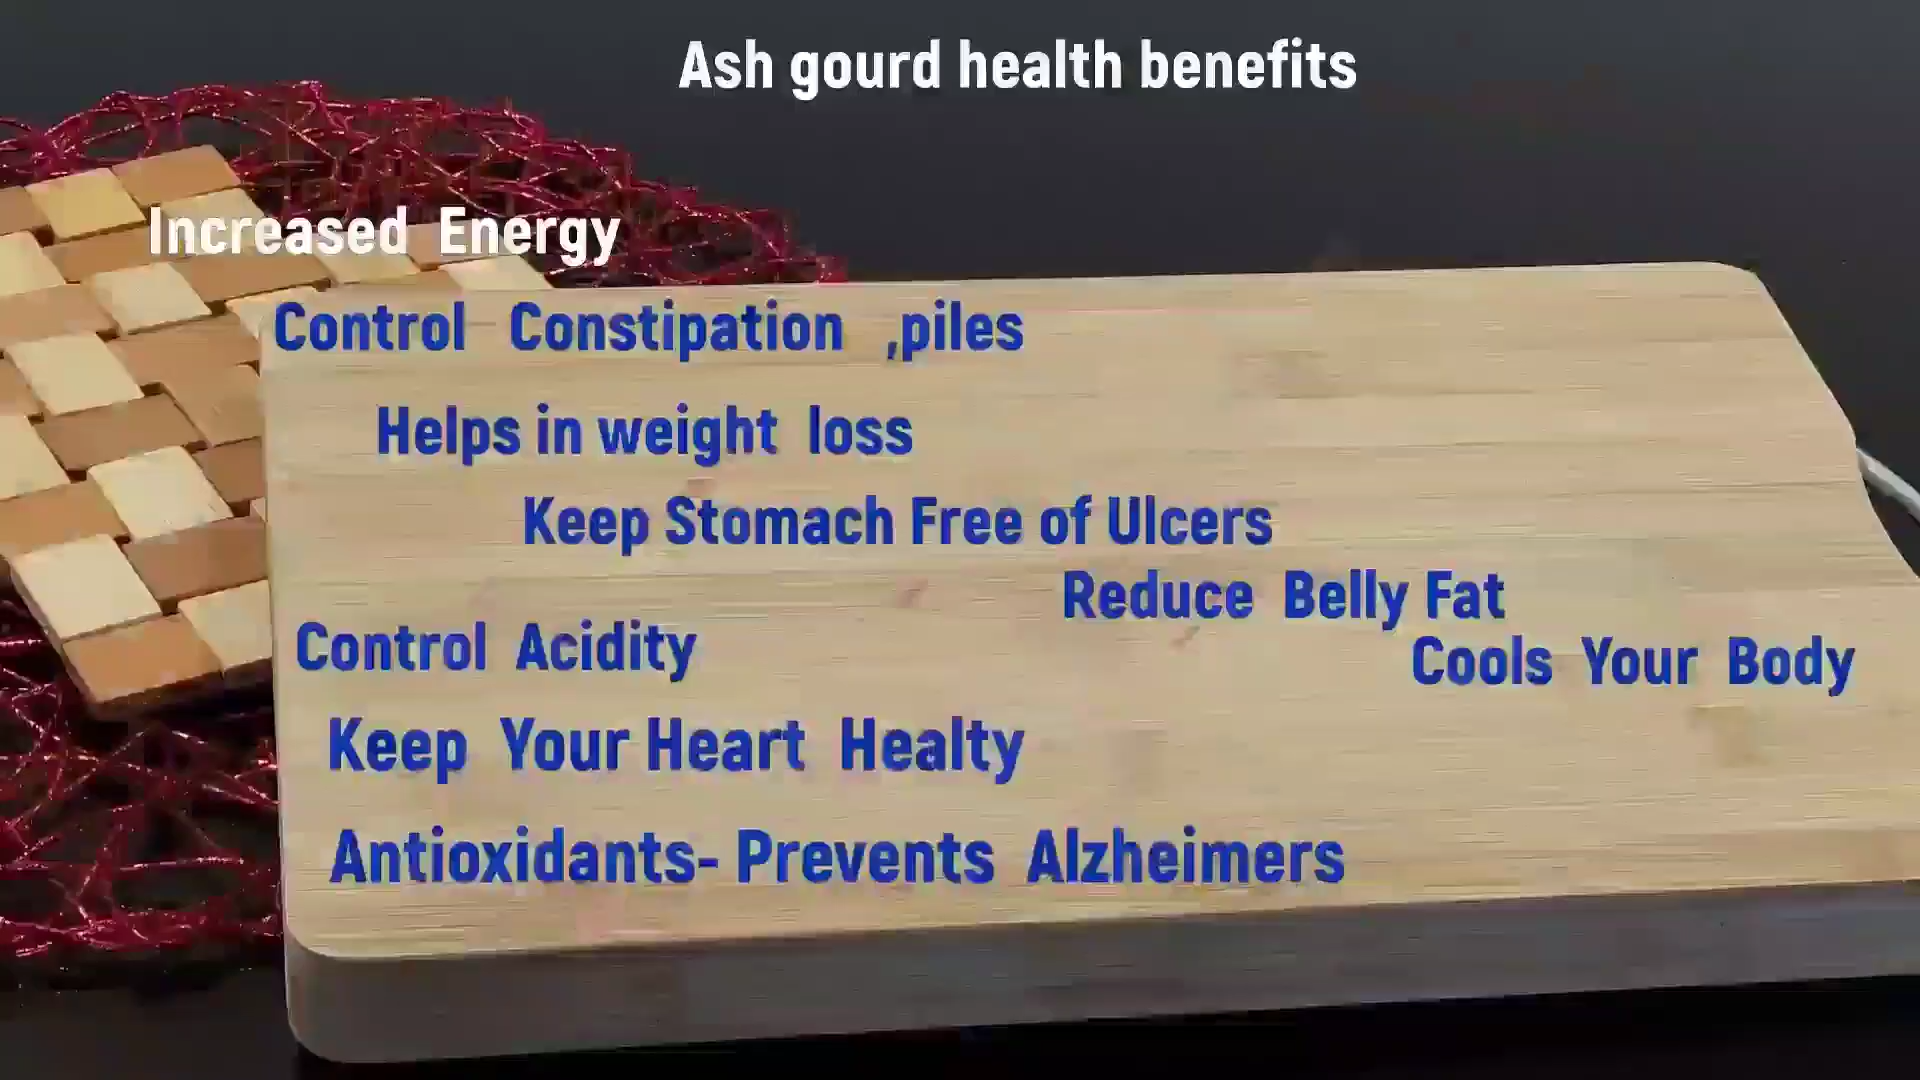 Ash gourd health benefits
Increased Energy
Control Constipation ,piles
Helps in weight loss
Keep Stomach Free of Ulcers
Reduce Belly Fat
Control Acidity
Cools Your Body
Keep Your Heart Healty
Antioxidants- Prevents Alzheimers